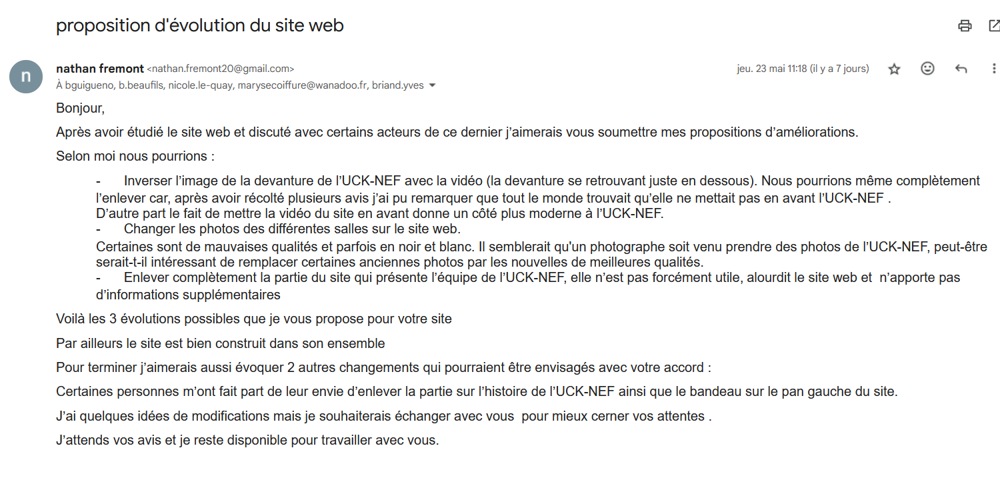 proposition d'évolution du site web
nathan fremont <nathan.fremont20@gmail.com>
jeu. 23 mai 11:18 (il y a 7 jours)
À bguigueno, b.beaufils, nicole.le-quay, marysecoiffure@wanadoo.fr, briand.yves
n
Bonjour,
Après avoir étudié le site web et discuté avec certains acteurs de ce dernier j’aimerais vous soumettre mes propositions d’améliorations.
Selon moi nous pourrions :
- Inverser l’image de la devanture de l’UCK-NEF avec la vidéo (la devanture se retrouvant juste en dessous). Nous pourrions même complètement
l’enlever car, après avoir récolté plusieurs avis j’ai pu remarquer que tout le monde trouvait qu’elle ne mettait pas en avant l’UCK-NEF .
D’autre part le fait de mettre la vidéo du site en avant donne un côté plus moderne à l’UCK-NEF.
- Changer les photos des différentes salles sur le site web.
Certaines sont de mauvaises qualités et parfois en noir et blanc. Il semblerait qu'un photographe soit venu prendre des photos de l’UCK-NEF, peut-être
serait-t-il intéressant de remplacer certaines anciennes photos par les nouvelles de meilleures qualités.
- Enlever complètement la partie du site qui présente l’équipe de l’UCK-NEF, elle n’est pas forcément utile, alourdit le site web et  n’apporte pas
d’informations supplémentaires
Voilà les 3 évolutions possibles que je vous propose pour votre site
Par ailleurs le site est bien construit dans son ensemble
Pour terminer j’aimerais aussi évoquer 2 autres changements qui pourraient être envisagés avec votre accord :
Certaines personnes m’ont fait part de leur envie d’enlever la partie sur l’histoire de l’UCK-NEF ainsi que le bandeau sur le pan gauche du site.
J’ai quelques idées de modifications mais je souhaiterais échanger avec vous  pour mieux cerner vos attentes .
J’attends vos avis et je reste disponible pour travailler avec vous.